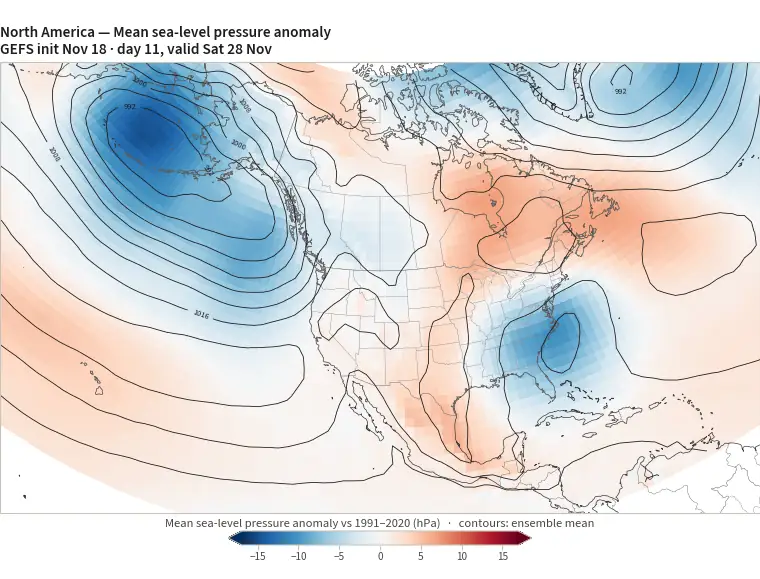 North America — Mean sea-level pressure anomaly
GEFS init Nov 18 · day 11, valid Sat 28 Nov
1000
992
1008
1000
1008
1016
992
Mean sea-level pressure anomaly vs 1991–2020 (hPa) · contours: ensemble mean
−15 −10 −5 0 5 10 15